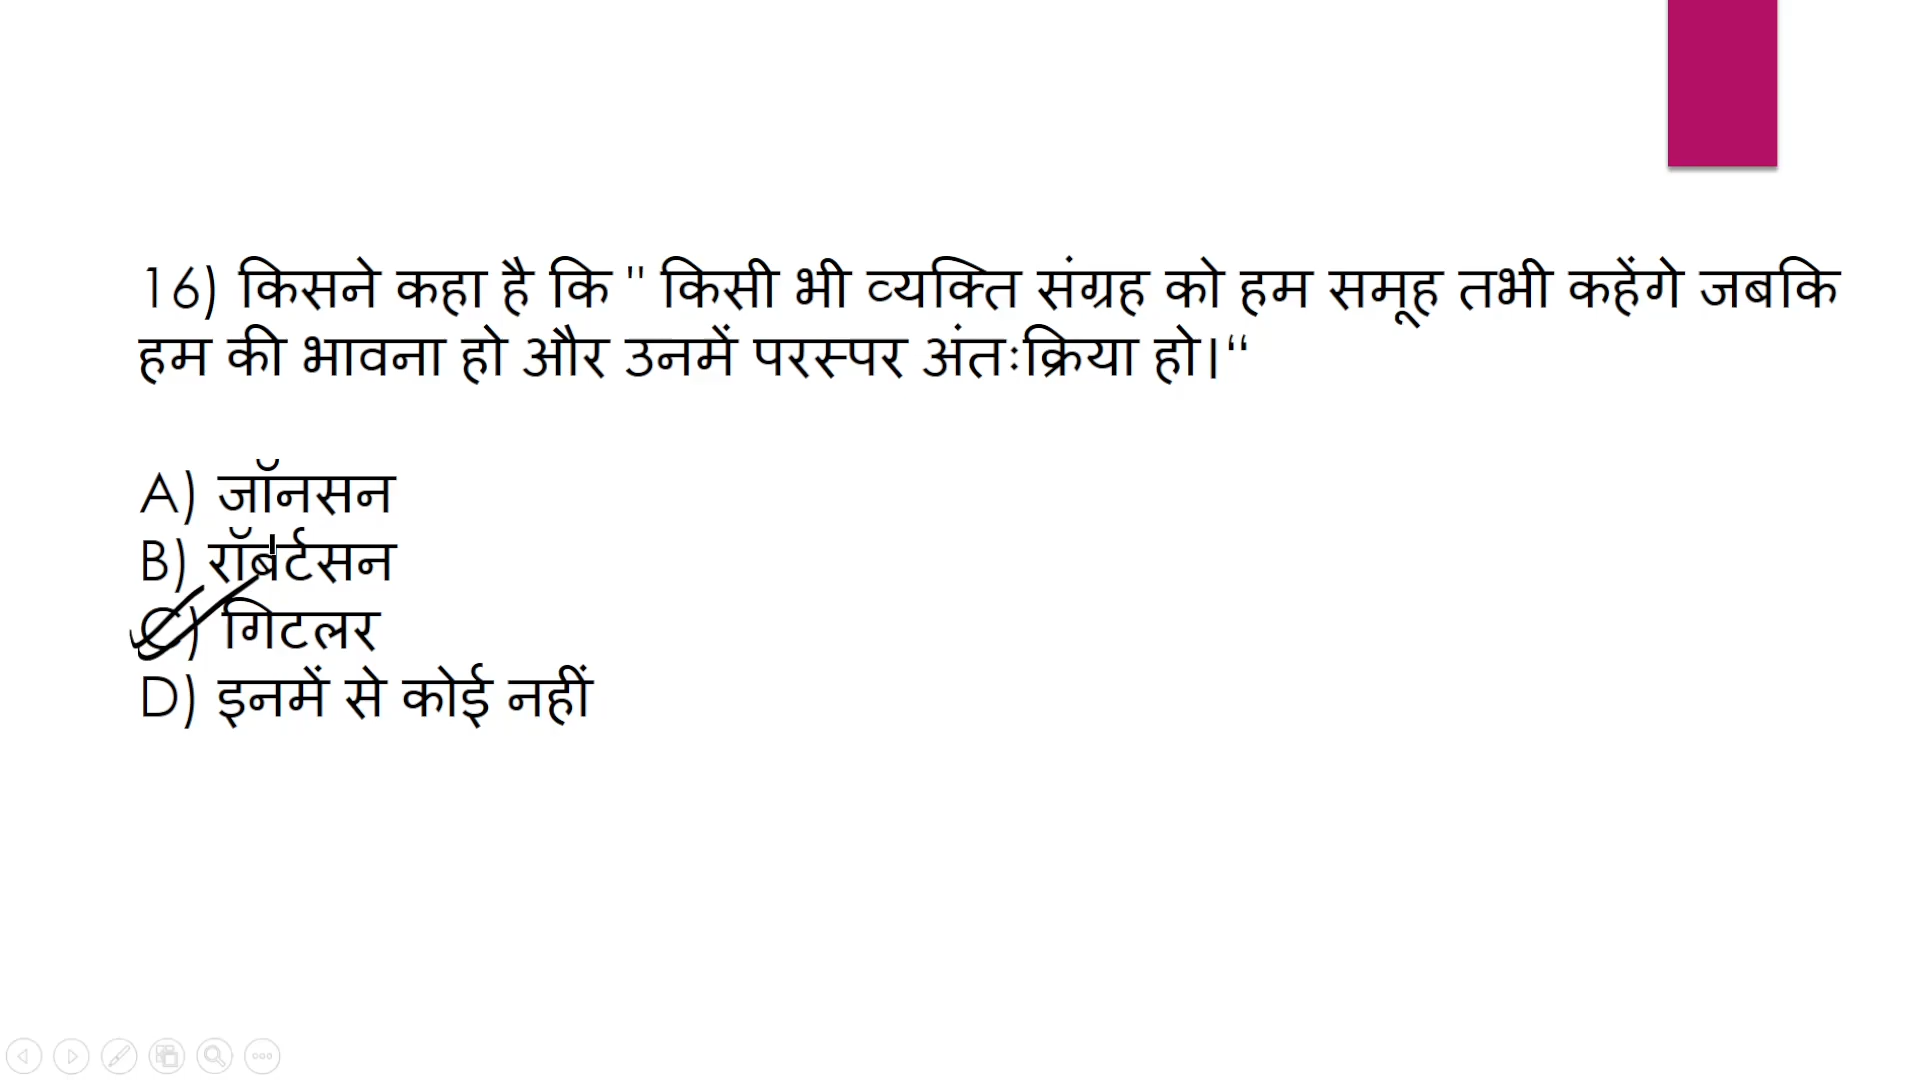 16) किसने कहा है कि " किसी भी व्यक्ति संग्रह को हम समूह तभी कहेंगे जबकि
हम की भावना हो और उनमें परस्पर अंतःक्रिया हो।“
A) जॉनसन
B) रॉबर्टसन
C) गिटलर
D) इनमें से कोई नहीं